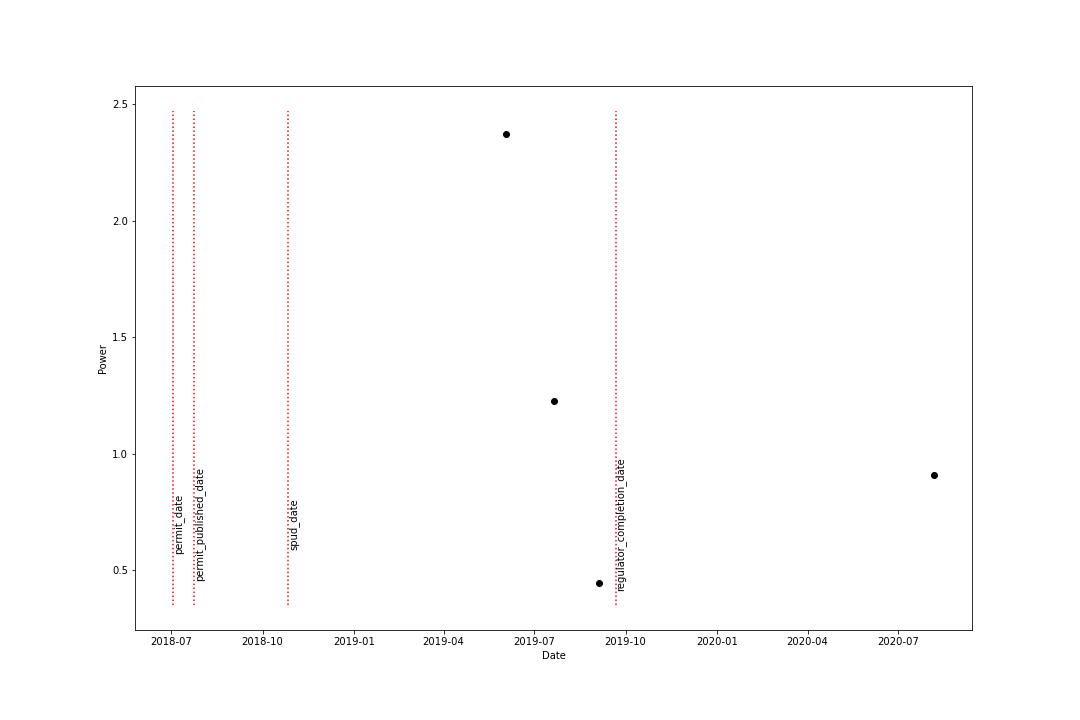 2.5
2.0
1.5
1.0
0.5
Power
permit_date
permit_published_date
spud_date
regulator_completion_date
2018-07 2018-10 2019-01 2019-04 2019-07 2019-10 2020-01 2020-04 2020-07
Date